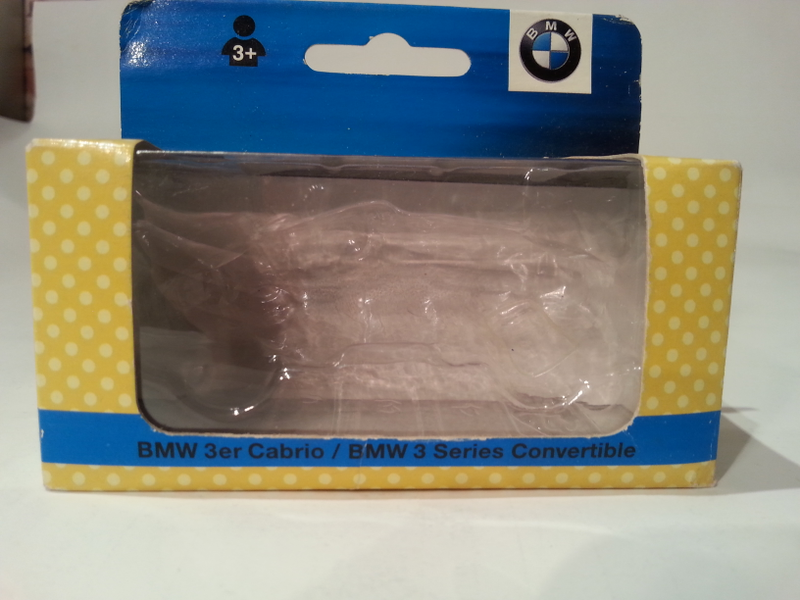 3+
BMW
BMW 3er Cabrio / BMW 3 Series Convertible